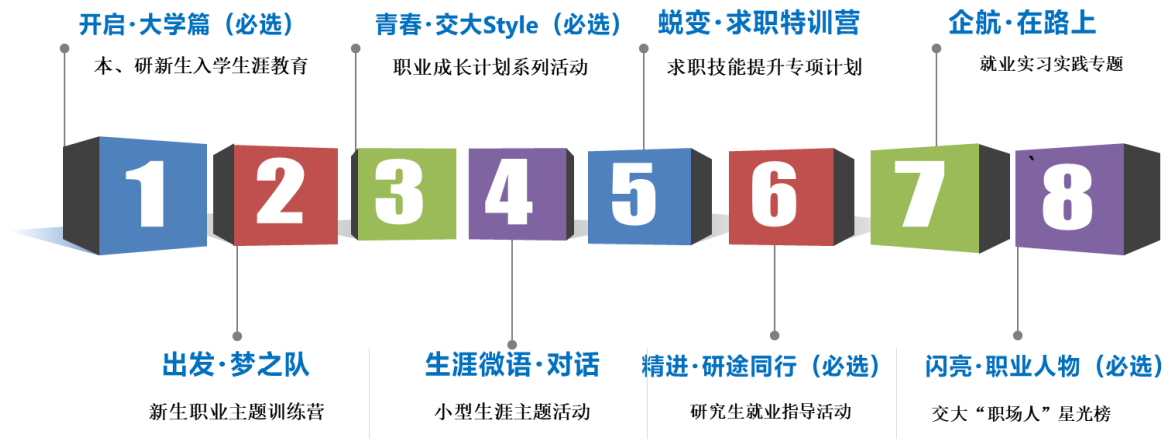 开启·大学篇（必选）
青春·交大Style（必选）
蜕变·求职特训营
企航·在路上
本、研新生入学生涯教育
职业成长计划系列活动
求职技能提升专项计划
就业实习实践专题
1
2
3
4
5
6
7
、
8
出发·梦之队
生涯微语·对话
精进·研途同行（必选）
闪亮·职业人物（必选）
新生职业主题训练营
小型生涯主题活动
研究生就业指导活动
交大“职场人”星光榜